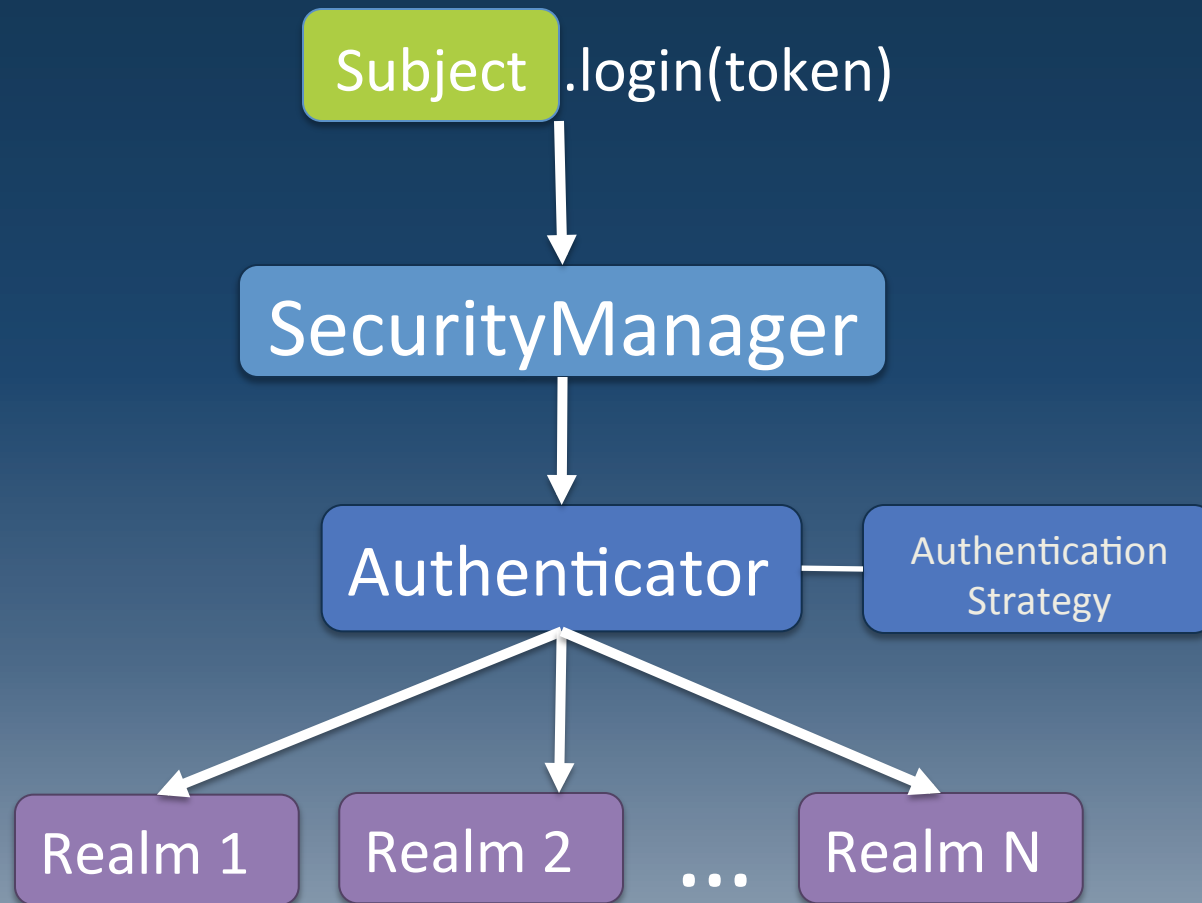 Subject .login(token)
SecurityManager
Authenticator
Authentication
Strategy
Realm 1
Realm 2
...
Realm N